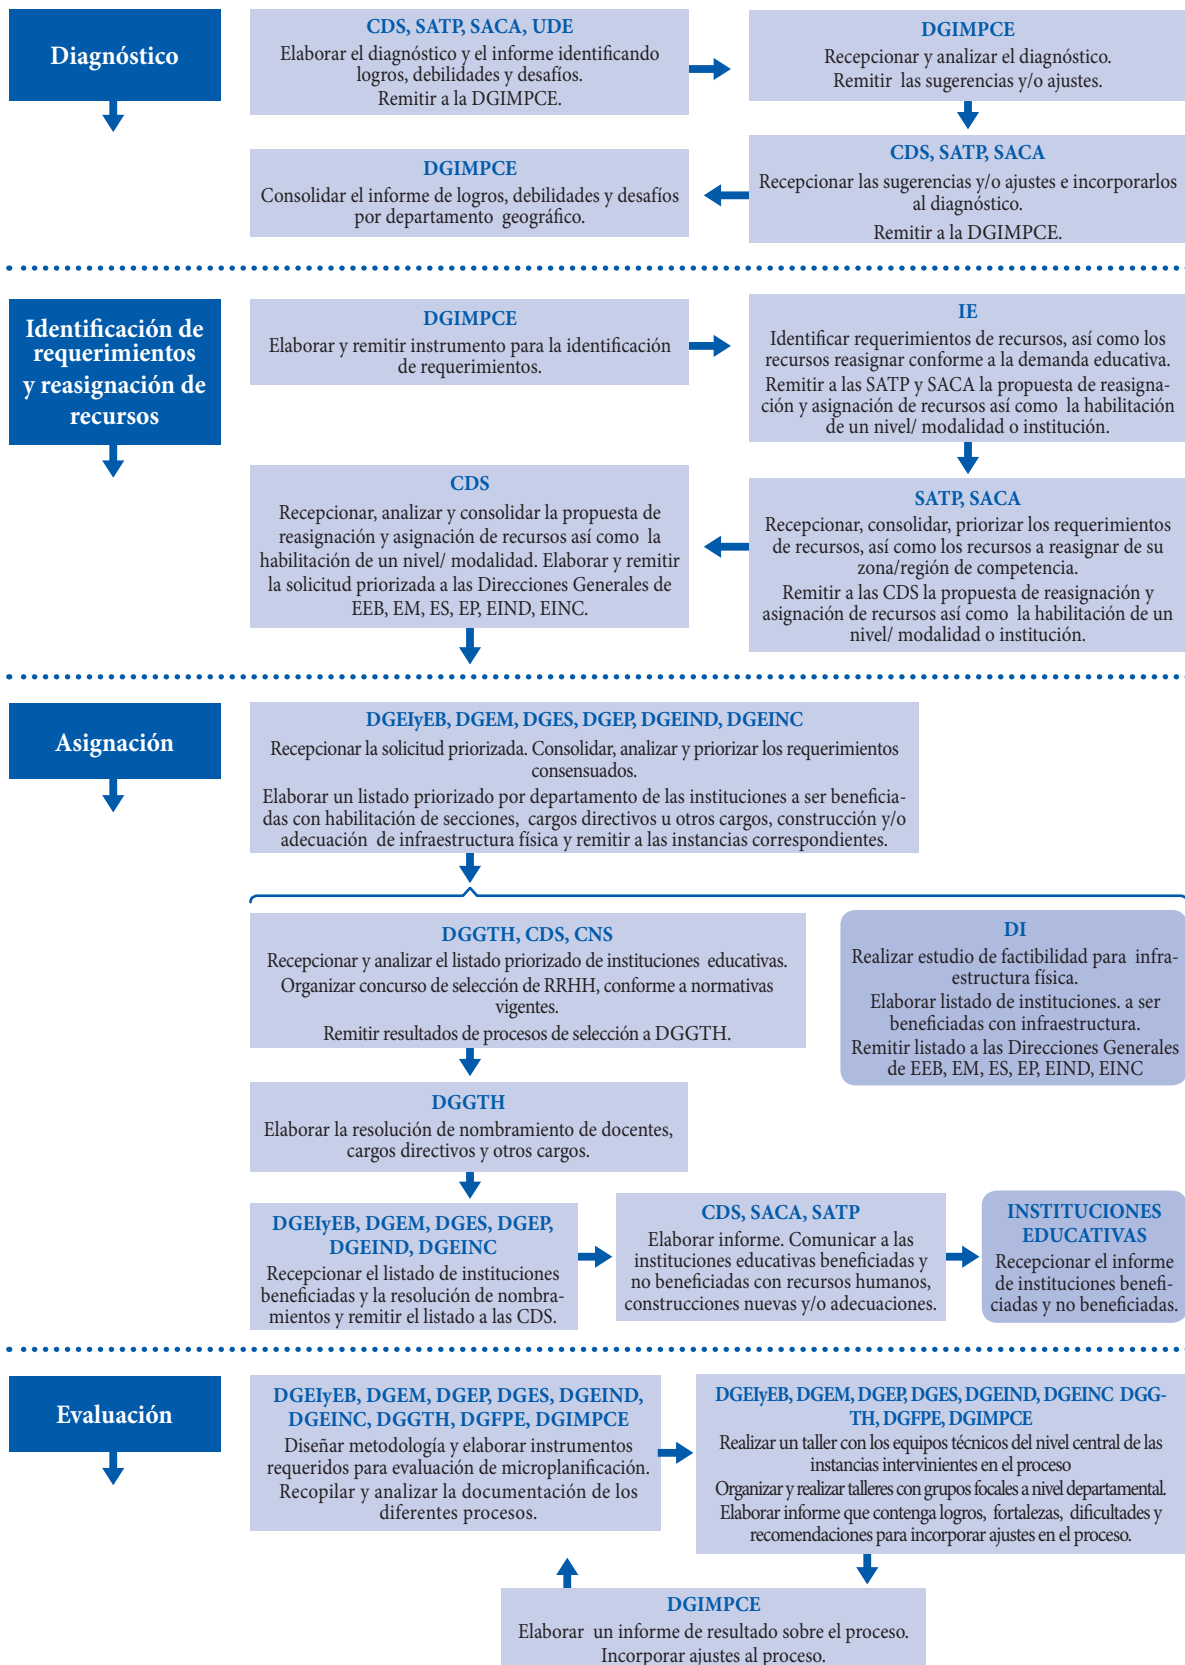 Diagnóstico
CDS, SATP, SACA, UDE
Elaborar el diagnóstico y el informe identificando
logros, debilidades y desafíos.
Remitir a la DGIMPCE.
DGIMPCE
Recepcionar y analizar el diagnóstico.
Remitir las sugerencias y/o ajustes.
CDS, SATP, SACA
Recepcionar las sugerencias y/o ajustes e incorporarlos
al diagnóstico.
Remitir a la DGIMPCE.
DGIMPCE
Consolidar el informe de logros, debilidades y desafíos
por departamento geográfico.
Identificación de
requerimientos
y reasignación de
recursos
DGIMPCE
Elaborar y remitir instrumento para la identificación
de requerimientos.
IE
Identificar requerimientos de recursos, así como los
recursos reasignar conforme a la demanda educativa.
Remitir a las SATP y SACA la propuesta de reasigna-
ción y asignación de recursos así como la habilitación
de un nivel/ modalidad o institución.
SATP, SACA
Recepcionar, consolidar, priorizar los requerimientos
de recursos, así como los recursos a reasignar de su
zona/región de competencia.
Remitir a las CDS la propuesta de reasignación y
asignación de recursos así como la habilitación de un
nivel/ modalidad o institución.
CDS
Recepcionar, analizar y consolidar la propuesta de
reasignación y asignación de recursos así como la
habilitación de un nivel/ modalidad. Elaborar y remitir
la solicitud priorizada a las Direcciones Generales de
EEB, EM, ES, EP, EIND, EINC.
Asignación
DGEIyEB, DGEM, DGES, DGEP, DGEIND, DGEINC
Recepcionar la solicitud priorizada. Consolidar, analizar y priorizar los requerimientos
consensuados.
Elaborar un listado priorizado por departamento de las instituciones a ser beneficia-
das con habilitación de secciones, cargos directivos u otros cargos, construcción y/o
adecuación de infraestructura física y remitir a las instancias correspondientes.
DGGTH, CDS, CNS
Recepcionar y analizar el listado priorizado de instituciones educativas.
Organizar concurso de selección de RRHH, conforme a normativas
vigentes.
Remitir resultados de procesos de selección a DGGTH.
DI
Realizar estudio de factibilidad para infra-
estructura física.
Elaborar listado de instituciones. a ser
beneficiadas con infraestructura.
Remitir listado a las Direcciones Generales
de EEB, EM, ES, EP, EIND, EINC
DGGTH
Elaborar la resolución de nombramiento de docentes,
cargos directivos y otros cargos.
DGEIyEB, DGEM, DGES, DGEP,
DGEIND, DGEINC
Recepcionar el listado de instituciones
beneficiadas y la resolución de nombra-
mientos y remitir el listado a las CDS.
CDS, SACA, SATP
Elaborar informe. Comunicar a las
instituciones educativas beneficiadas y
no beneficiadas con recursos humanos,
construcciones nuevas y/o adecuaciones.
INSTITUCIONES
EDUCATIVAS
Recepcionar el informe
de instituciones benefi-
ciadas y no beneficiadas.
Evaluación
DGEIyEB, DGEM, DGEP, DGES, DGEIND,
DGEINC, DGGTH, DGFPE, DGIMPCE
Diseñar metodología y elaborar instrumentos
requeridos para evaluación de microplanificación.
Recopilar y analizar la documentación de los
diferentes procesos.
DGEIyEB, DGEM, DGEP, DGES, DGEIND, DGEINC DGG-
TH, DGFPE, DGIMPCE
Realizar un taller con los equipos técnicos del nivel central de las
instancias intervinientes en el proceso
Organizar y realizar talleres con grupos focales a nivel departamental.
Elaborar informe que contenga logros, fortalezas, dificultades y
recomendaciones para incorporar ajustes en el proceso.
DGIMPCE
Elaborar un informe de resultado sobre el proceso.
Incorporar ajustes al proceso.